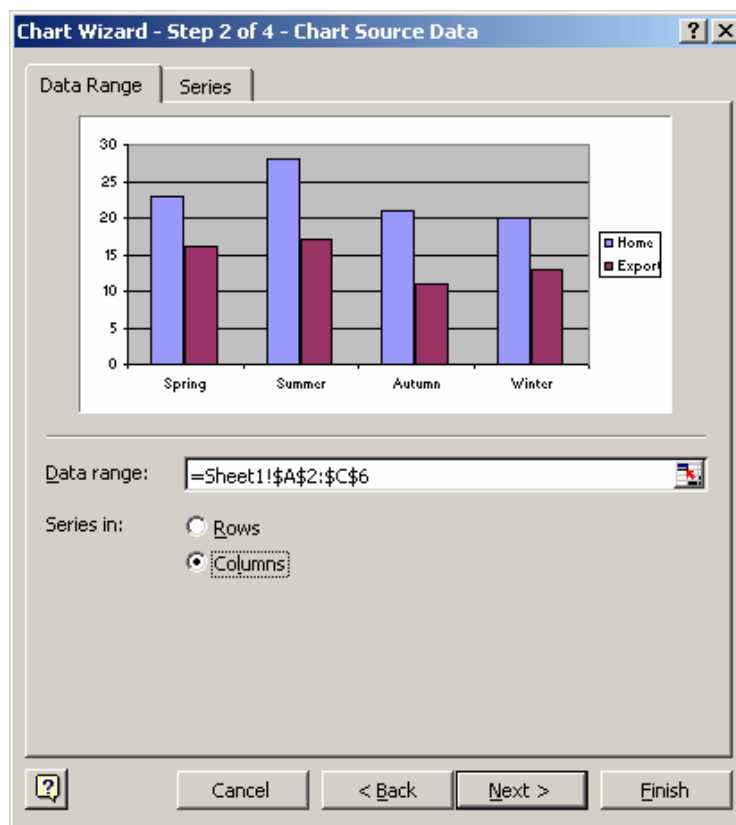 Chart Wizard - Step 2 of 4 - Chart Source Data
Data Range Series
30
25
20
15
10
5
0
Spring Summer Autumn Winter
Home
Export
Data range: =Sheet1!$A$2:$C$6
Series in: Rows
Columns
Cancel < Back Next > Finish